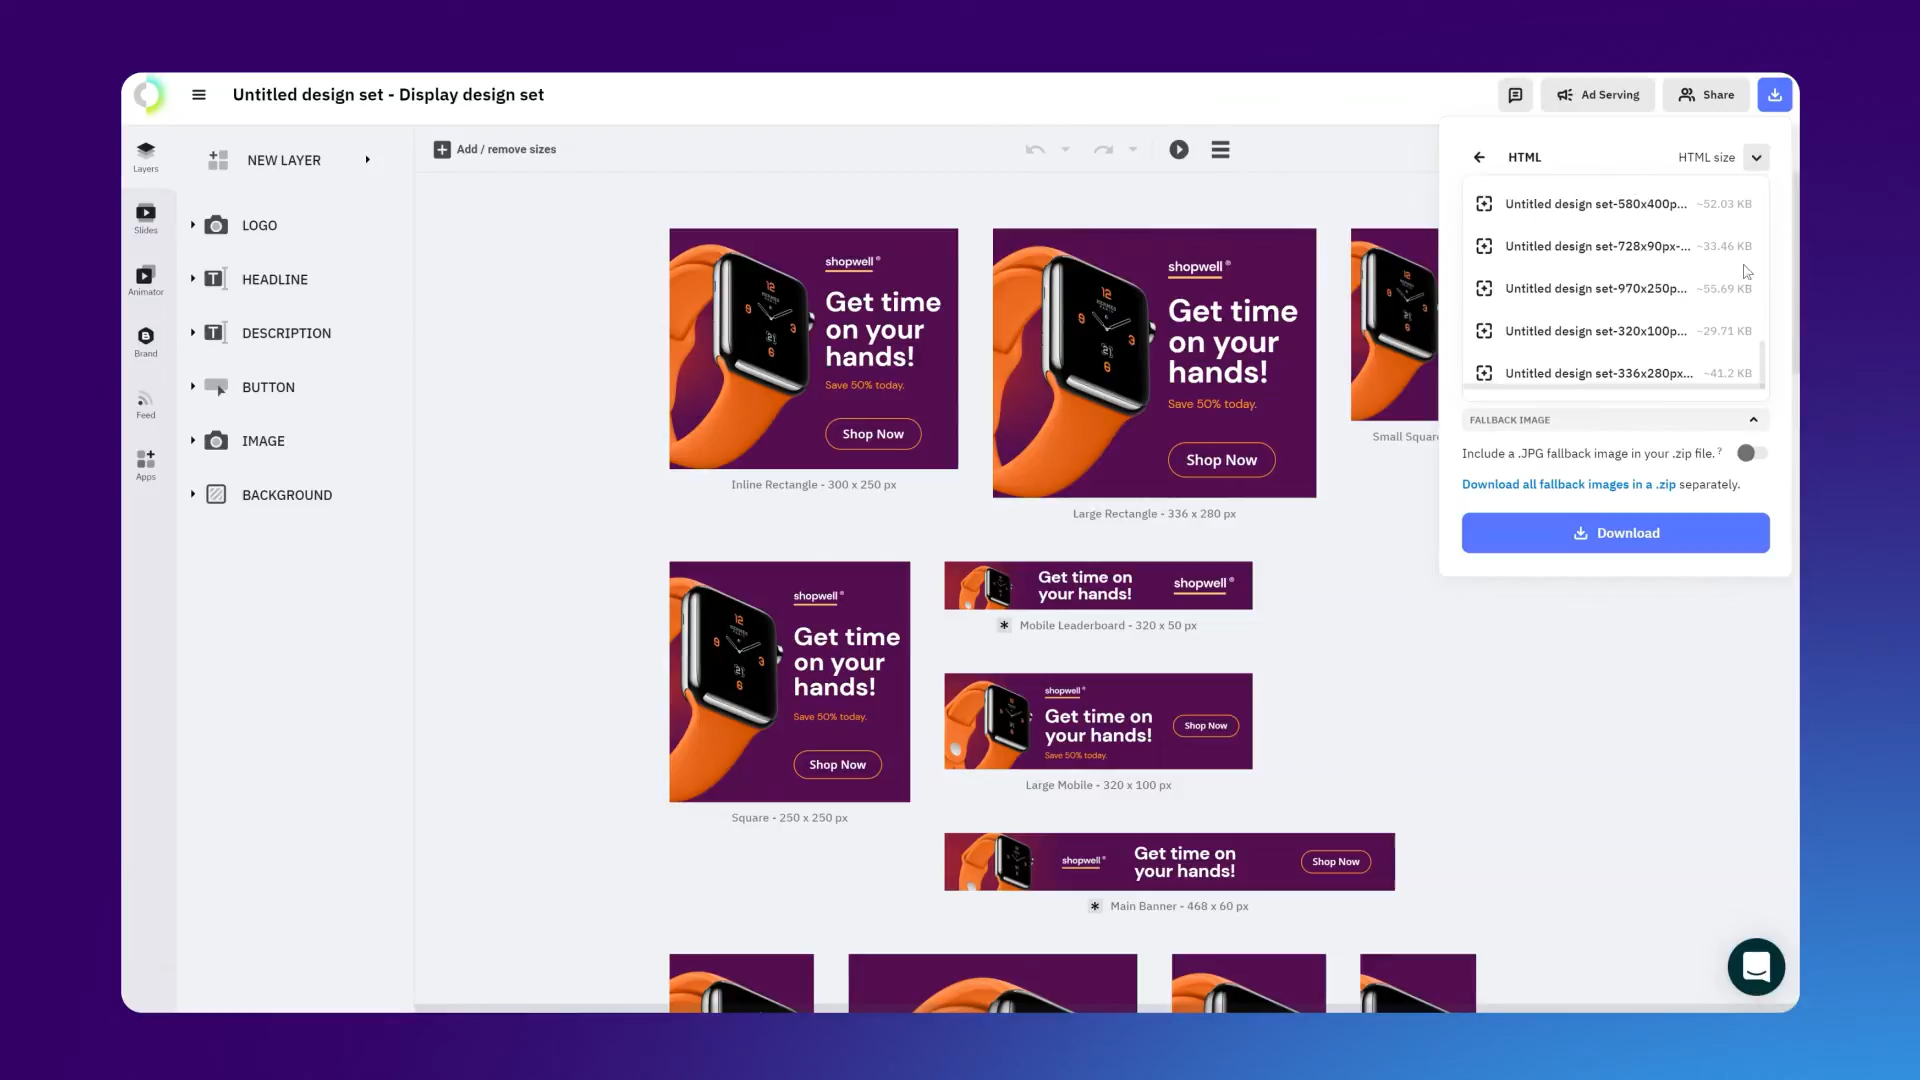 Untitled design set - Display design set
Ad Serving
Share
Layers
Slides
Animator
Brand
Feed
Apps
NEW LAYER
LOGO
HEADLINE
DESCRIPTION
BUTTON
IMAGE
BACKGROUND
Add / remove sizes
shopwell
Get time
on your
hands!
Save 50% today.
Shop Now
Inline Rectangle - 300 x 250 px
shopwell
Get time
on your
hands!
Save 50% today.
Shop Now
Large Rectangle - 336 x 280 px
Small Squar
shopwell
Get time
on your
hands!
Save 50% today.
Shop Now
Square - 250 x 250 px
Get time on
your hands!
shopwell
Mobile Leaderboard - 320 x 50 px
shopwell
Get time on
your hands!
Save 50% today.
Shop Now
Large Mobile - 320 x 100 px
shopwell
Get time on
your hands!
Shop Now
Main Banner - 468 x 60 px
HTML
HTML size
Untitled design set-580x400p... ~52.03 KB
Untitled design set-728x90px-... ~33.46 KB
Untitled design set-970x250p... ~55.69 KB
Untitled design set-320x100p... ~29.71 KB
Untitled design set-336x280px... ~41.2 KB
FALLBACK IMAGE
Include a .JPG fallback image in your .zip file. ?
Download all fallback images in a .zip separately.
Download